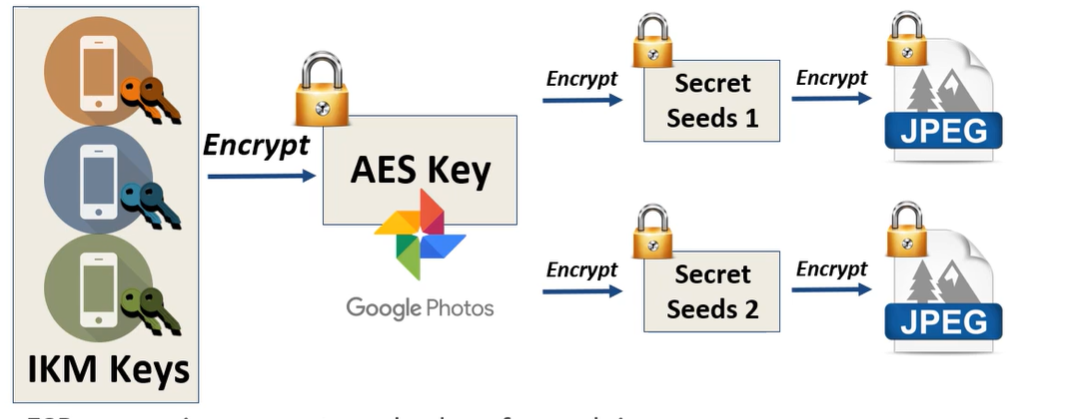 IKM Keys
Encrypt
AES Key
Google Photos
Encrypt
Secret
Seeds 1
Encrypt
JPEG
Encrypt
Secret
Seeds 2
Encrypt
JPEG